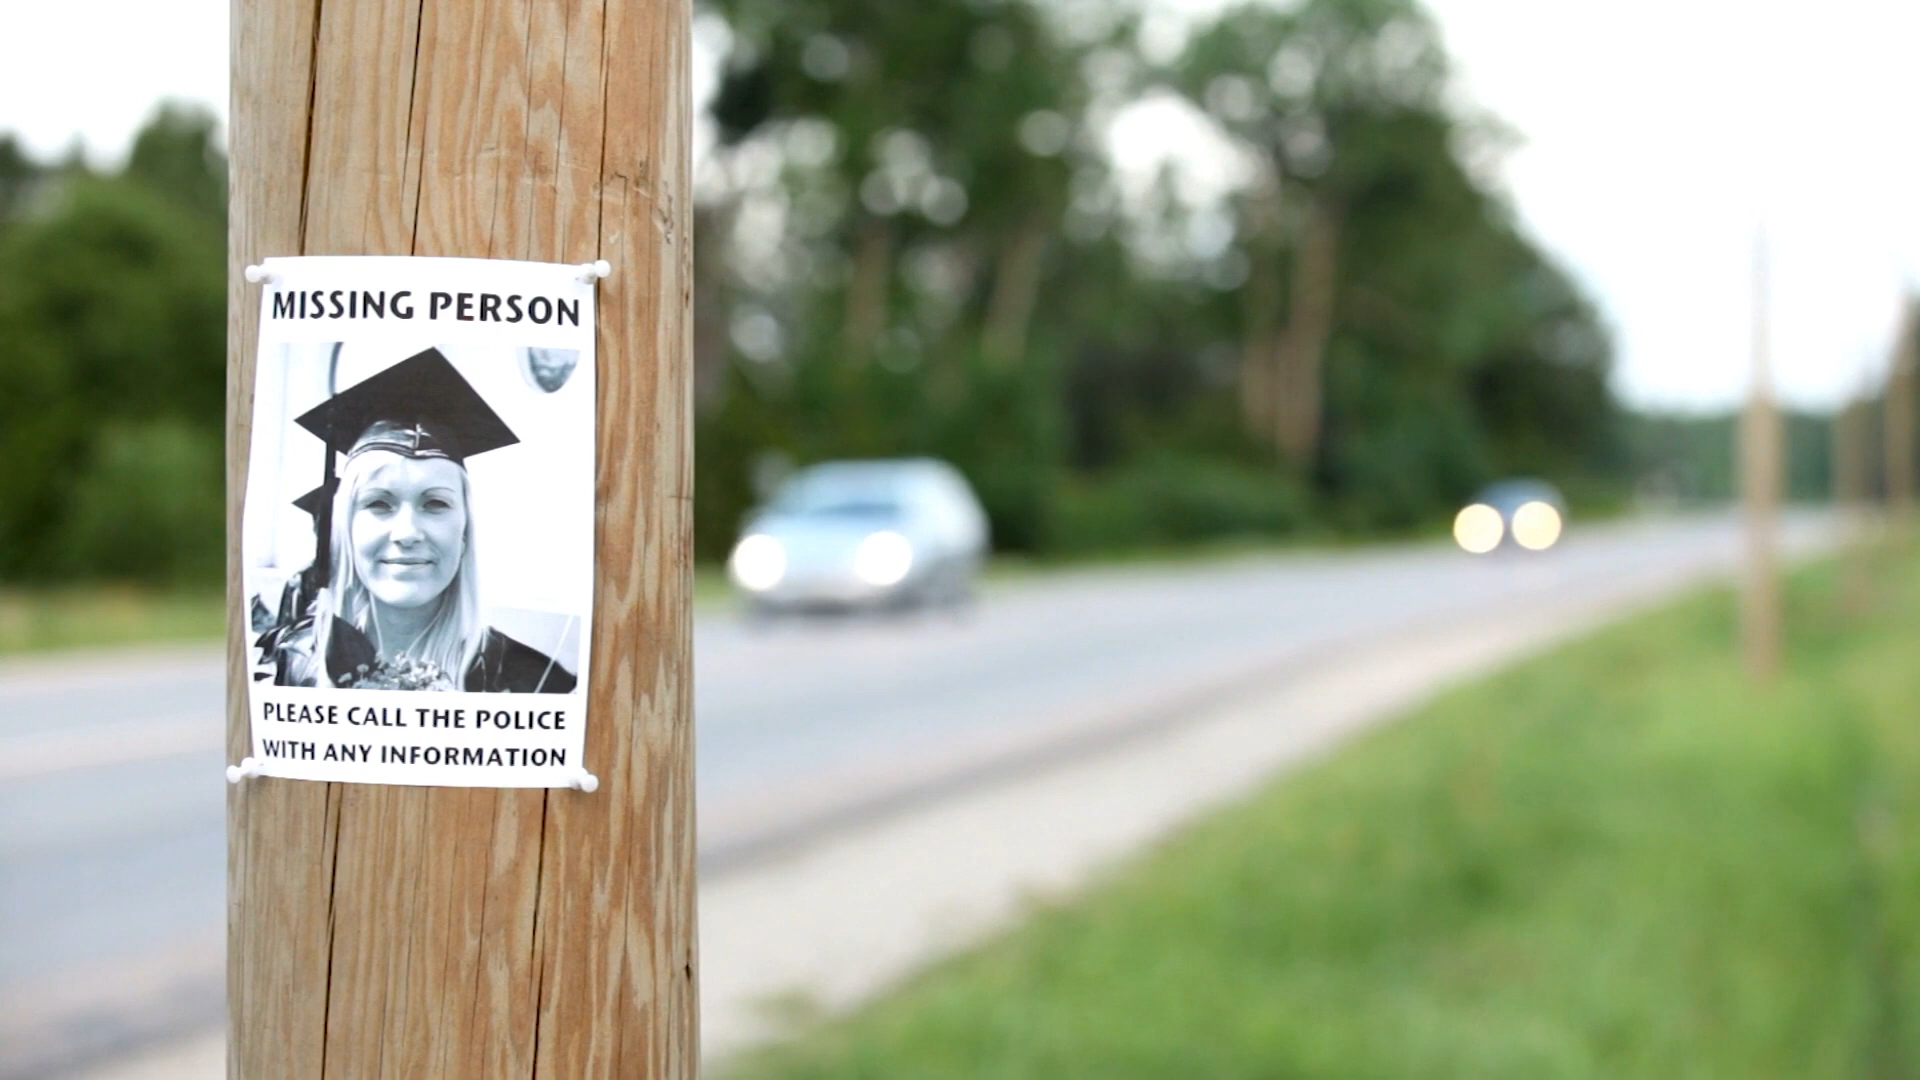 MISSING PERSON
PLEASE CALL THE POLICE
WITH ANY INFORMATION